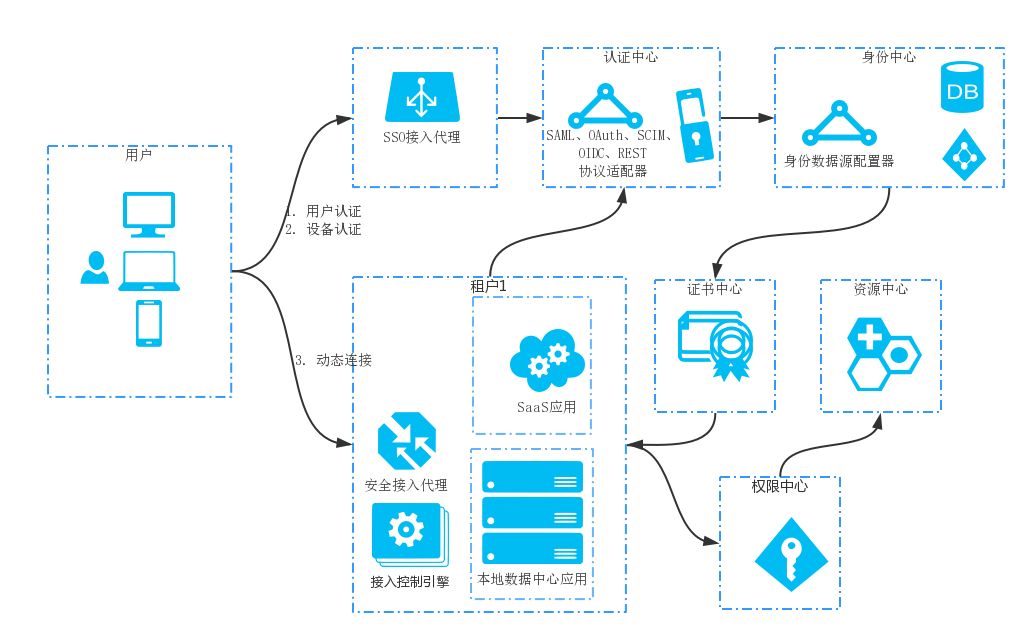 用户
SSO接入代理
认证中心
SAML、OAuth、SCIM、
OIDC、REST
协议适配器
身份中心
DB
身份数据源配置器
1. 用户认证
2. 设备认证
3. 动态连接
租户1
SaaS应用
安全接入代理
接入控制引擎
本地数据中心应用
证书中心
资源中心
权限中心